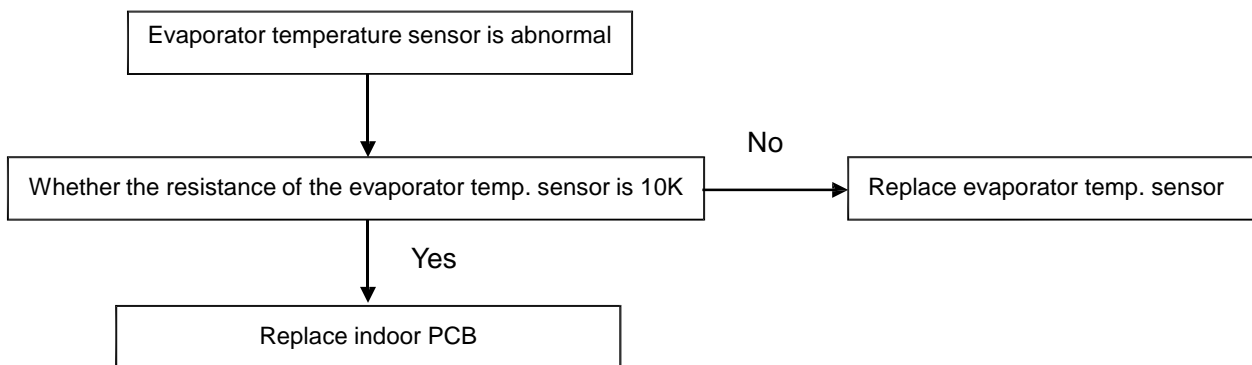 Evaporator temperature sensor is abnormal
No
Whether the resistance of the evaporator temp. sensor is 10K
Replace evaporator temp. sensor
Yes
Replace indoor PCB